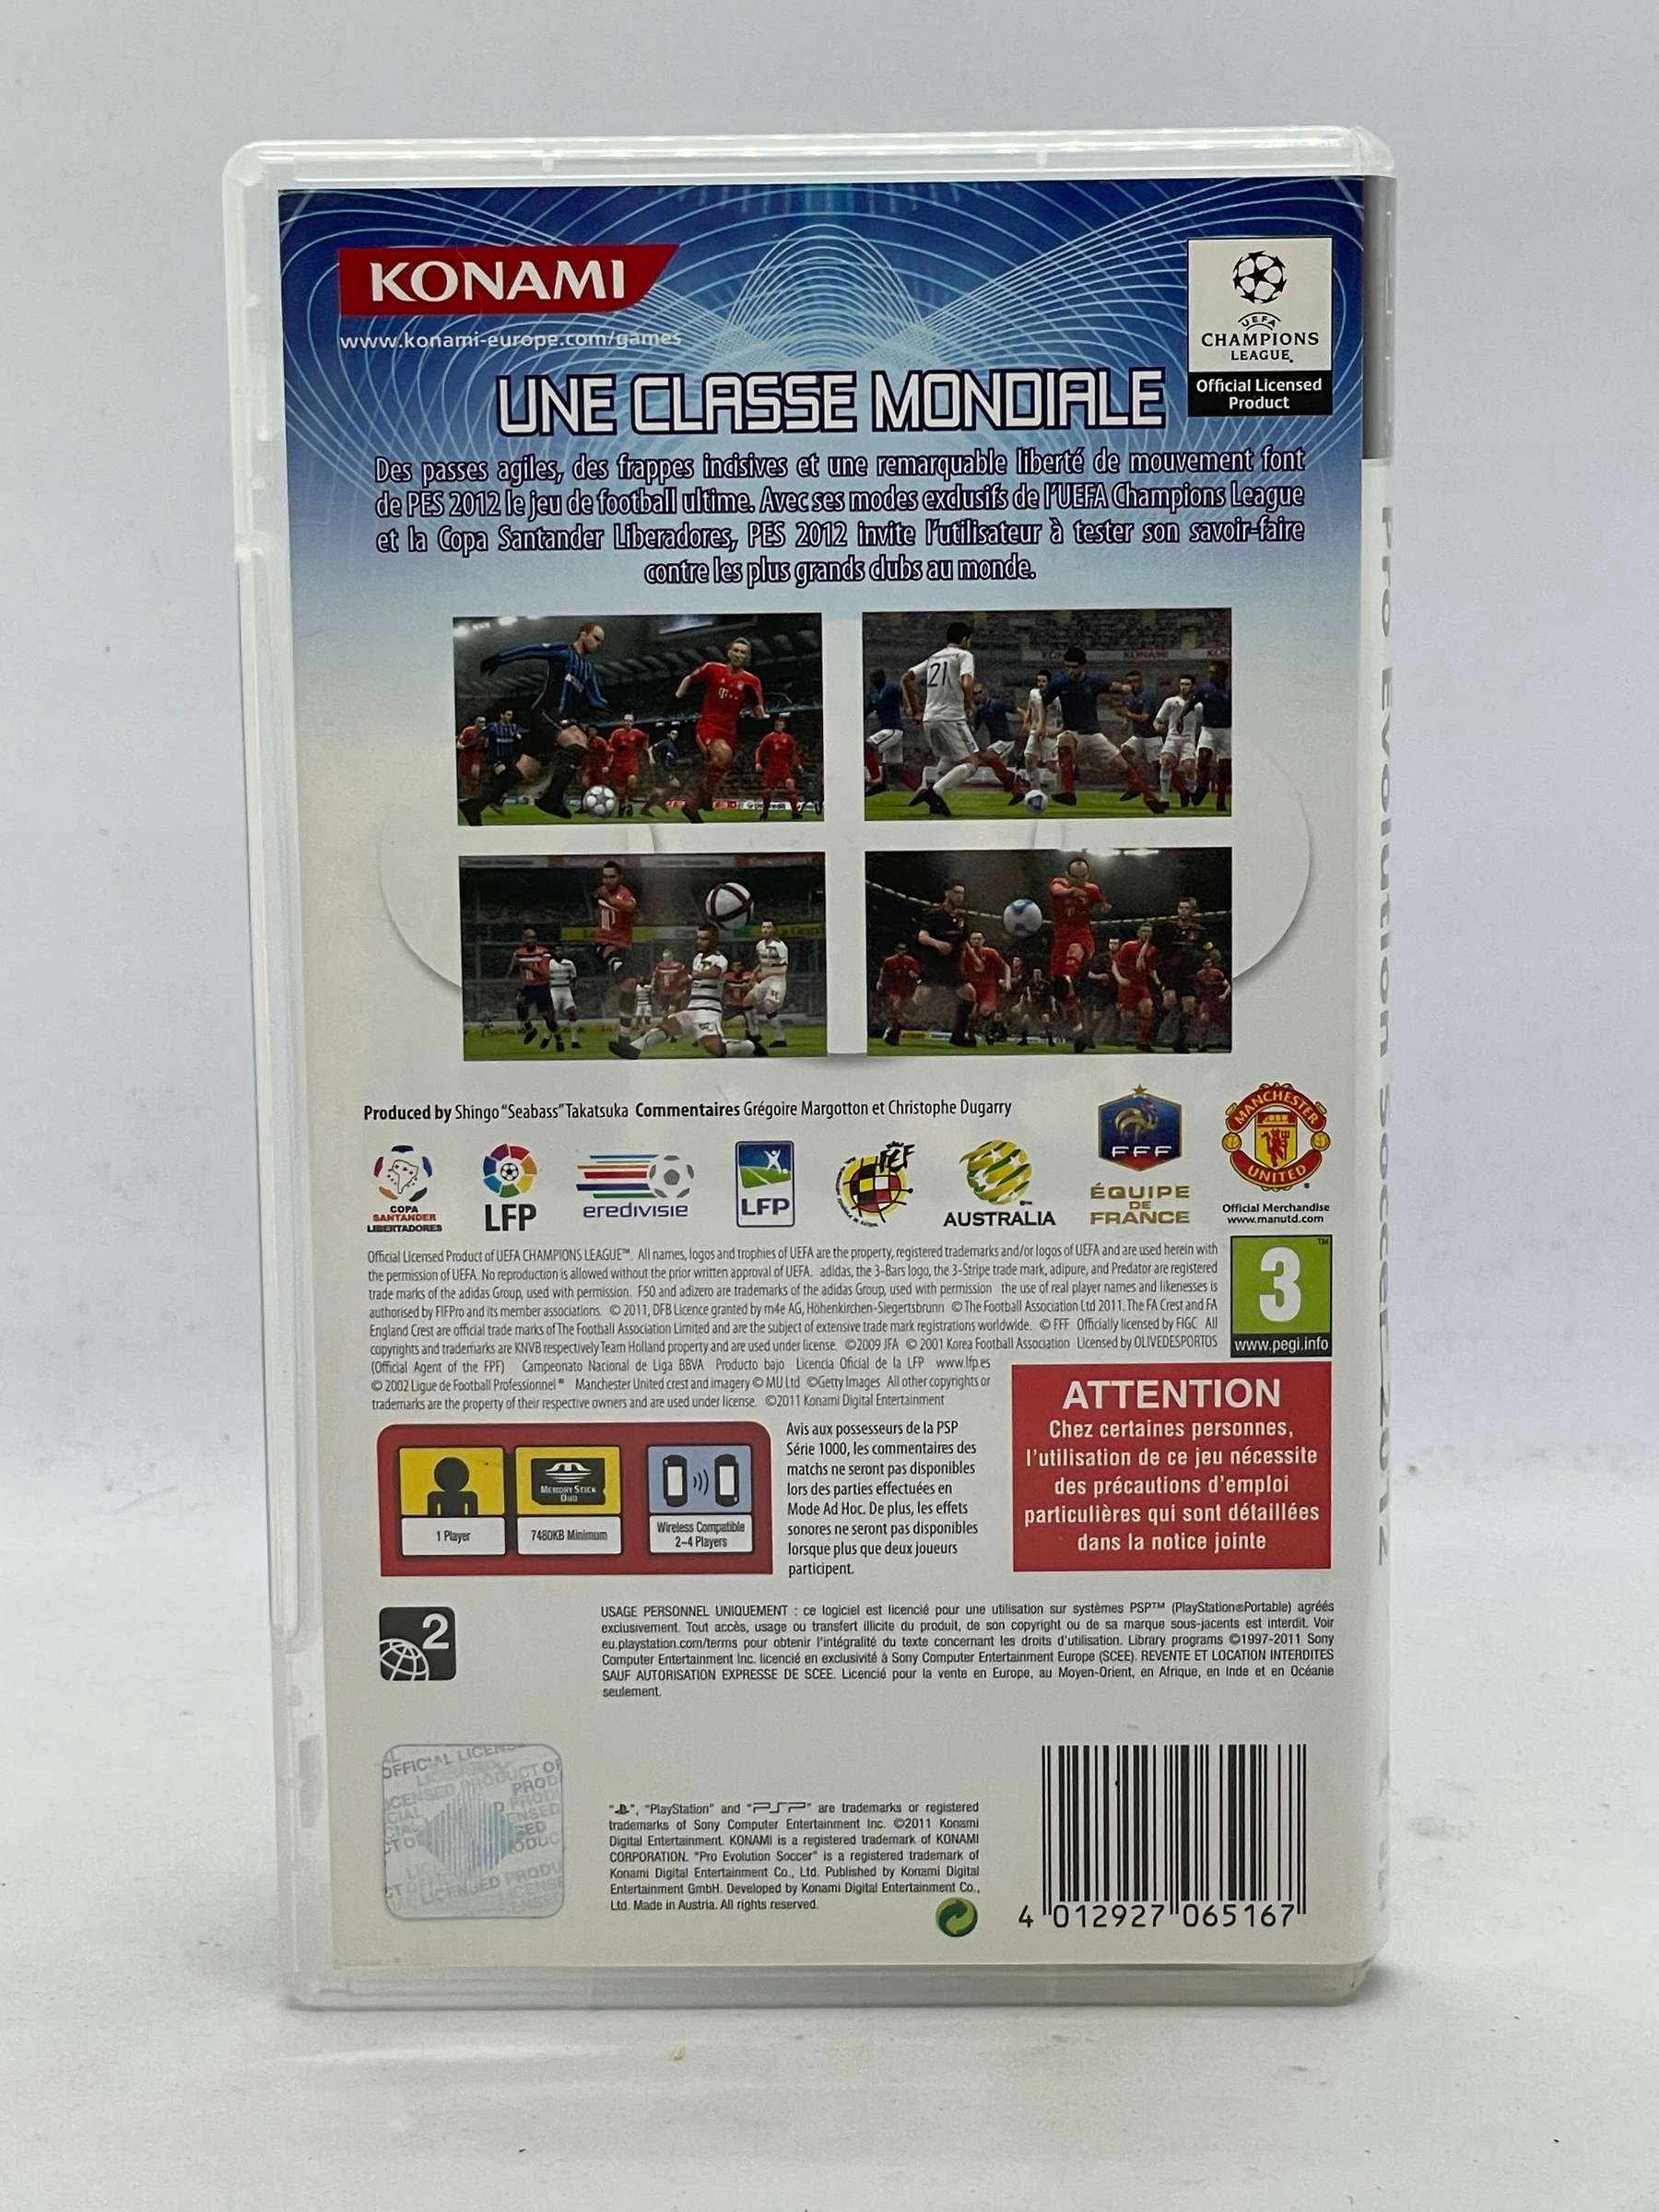 KONAMI
www.konami-europe.com/games
UEFA
CHAMPIONS
LEAGUE
Official Licensed
Product
UNE CLASSE MONDIALE
Des passes agiles, des frappes incisives et une remarquable liberté de mouvement font
de PES 2012 le jeu de football ultime. Avec ses modes exclusifs de l'UEFA Champions League
et la Copa Santander Liberadores, PES 2012 invite l'utilisateur à tester son savoir-faire
contre les plus grands clubs au monde.
21
10
Produced by Shingo "Seabass" Takatsuka Commentaires Grégoire Margotton et Christophe Dugarry
COPA
SANTANDER
LIBERTADORES
LFP
eredivisie
LFP
AUSTRALIA
FFF
ÉQUIPE
DE
FRANCE
MANCHESTER
UNITED
Official Merchandise
www.manutd.com
Official Licensed Product of UEFA CHAMPIONS LEAGUE™. All names, logos and trophies of UEFA are the property, registered trademarks and/or logos of UEFA and are used herein with
the permission of UEFA. No reproduction is allowed without the prior written approval of UEFA. adidas, the 3-Bars logo, the 3-Stripe trade mark, adipure, and Predator are registered
trade marks of the adidas Group, used with permission. F50 and adizero are trademarks of the adidas Group, used with permission the use of real player names and likenesses is
authorised by FIFPro and its member associations. © 2011, DFB Licence granted by m4e AG, Höhenkirchen-Siegertsbrunn © The Football Association Ltd 2011. The FA Crest and FA
England Crest are official trade marks of The Football Association Limited and are the subject of extensive trade mark registrations worldwide. © FFF Officially licensed by FIGC All
copyrights and trademarks are KNVB respectively Team Holland property and are used under license. ©2009 JFA © 2001 Korea Football Association Licensed by OLIVEDESPORTOS
(Official Agent of the FPF) Campeonato Nacional de Liga BBVA Producto bajo Licencia Oficial de la LFP www.lfp.es
© 2002 Ligue de Football Professionnel® Manchester United crest and imagery © MU Ltd ©Getty Images All other copyrights or
trademarks are the property of their respective owners and are used under license. ©2011 Konami Digital Entertainment
3
www.pegi.info
ATTENTION
Chez certaines personnes,
l'utilisation de ce jeu nécessite
des précautions d'emploi
particulières qui sont détaillées
dans la notice jointe
MEMORY STICK
DUO
1 Player
7480KB Minimum
Wireless Compatible
2-4 Players
Avis aux possesseurs de la PSP
Série 1000, les commentaires des
matchs ne seront pas disponibles
lors des parties effectuées en
Mode Ad Hoc. De plus, les effets
sonores ne seront pas disponibles
lorsque plus que deux joueurs
participent.
2
USAGE PERSONNEL UNIQUEMENT : ce logiciel est licencié pour une utilisation sur systèmes PSP™ (PlayStation®Portable) agréés
exclusivement. Tout accès, usage ou transfert illicite du produit, de son copyright ou de sa marque sous-jacents est interdit. Voir
eu.playstation.com/terms pour obtenir l'intégralité du texte concernant les droits d'utilisation. Library programs ©1997-2011 Sony
Computer Entertainment Inc. licencié en exclusivité à Sony Computer Entertainment Europe (SCEE). REVENTE ET LOCATION INTERDITES
SAUF AUTORISATION EXPRESSE DE SCEE. Licencié pour la vente en Europe, au Moyen-Orient, en Afrique, en Inde et en Océanie
seulement.
"PlayStation" and "PSP" are trademarks or registered
trademarks of Sony Computer Entertainment Inc. ©2011 Konami
Digital Entertainment. KONAMI is a registered trademark of KONAMI
CORPORATION. "Pro Evolution Soccer" is a registered trademark of
Konami Digital Entertainment Co., Ltd. Published by Konami Digital
Entertainment GmbH. Developed by Konami Digital Entertainment Co.,
Ltd. Made in Austria. All rights reserved.
4 012927 065167
Pro Evolution Soccer 2012